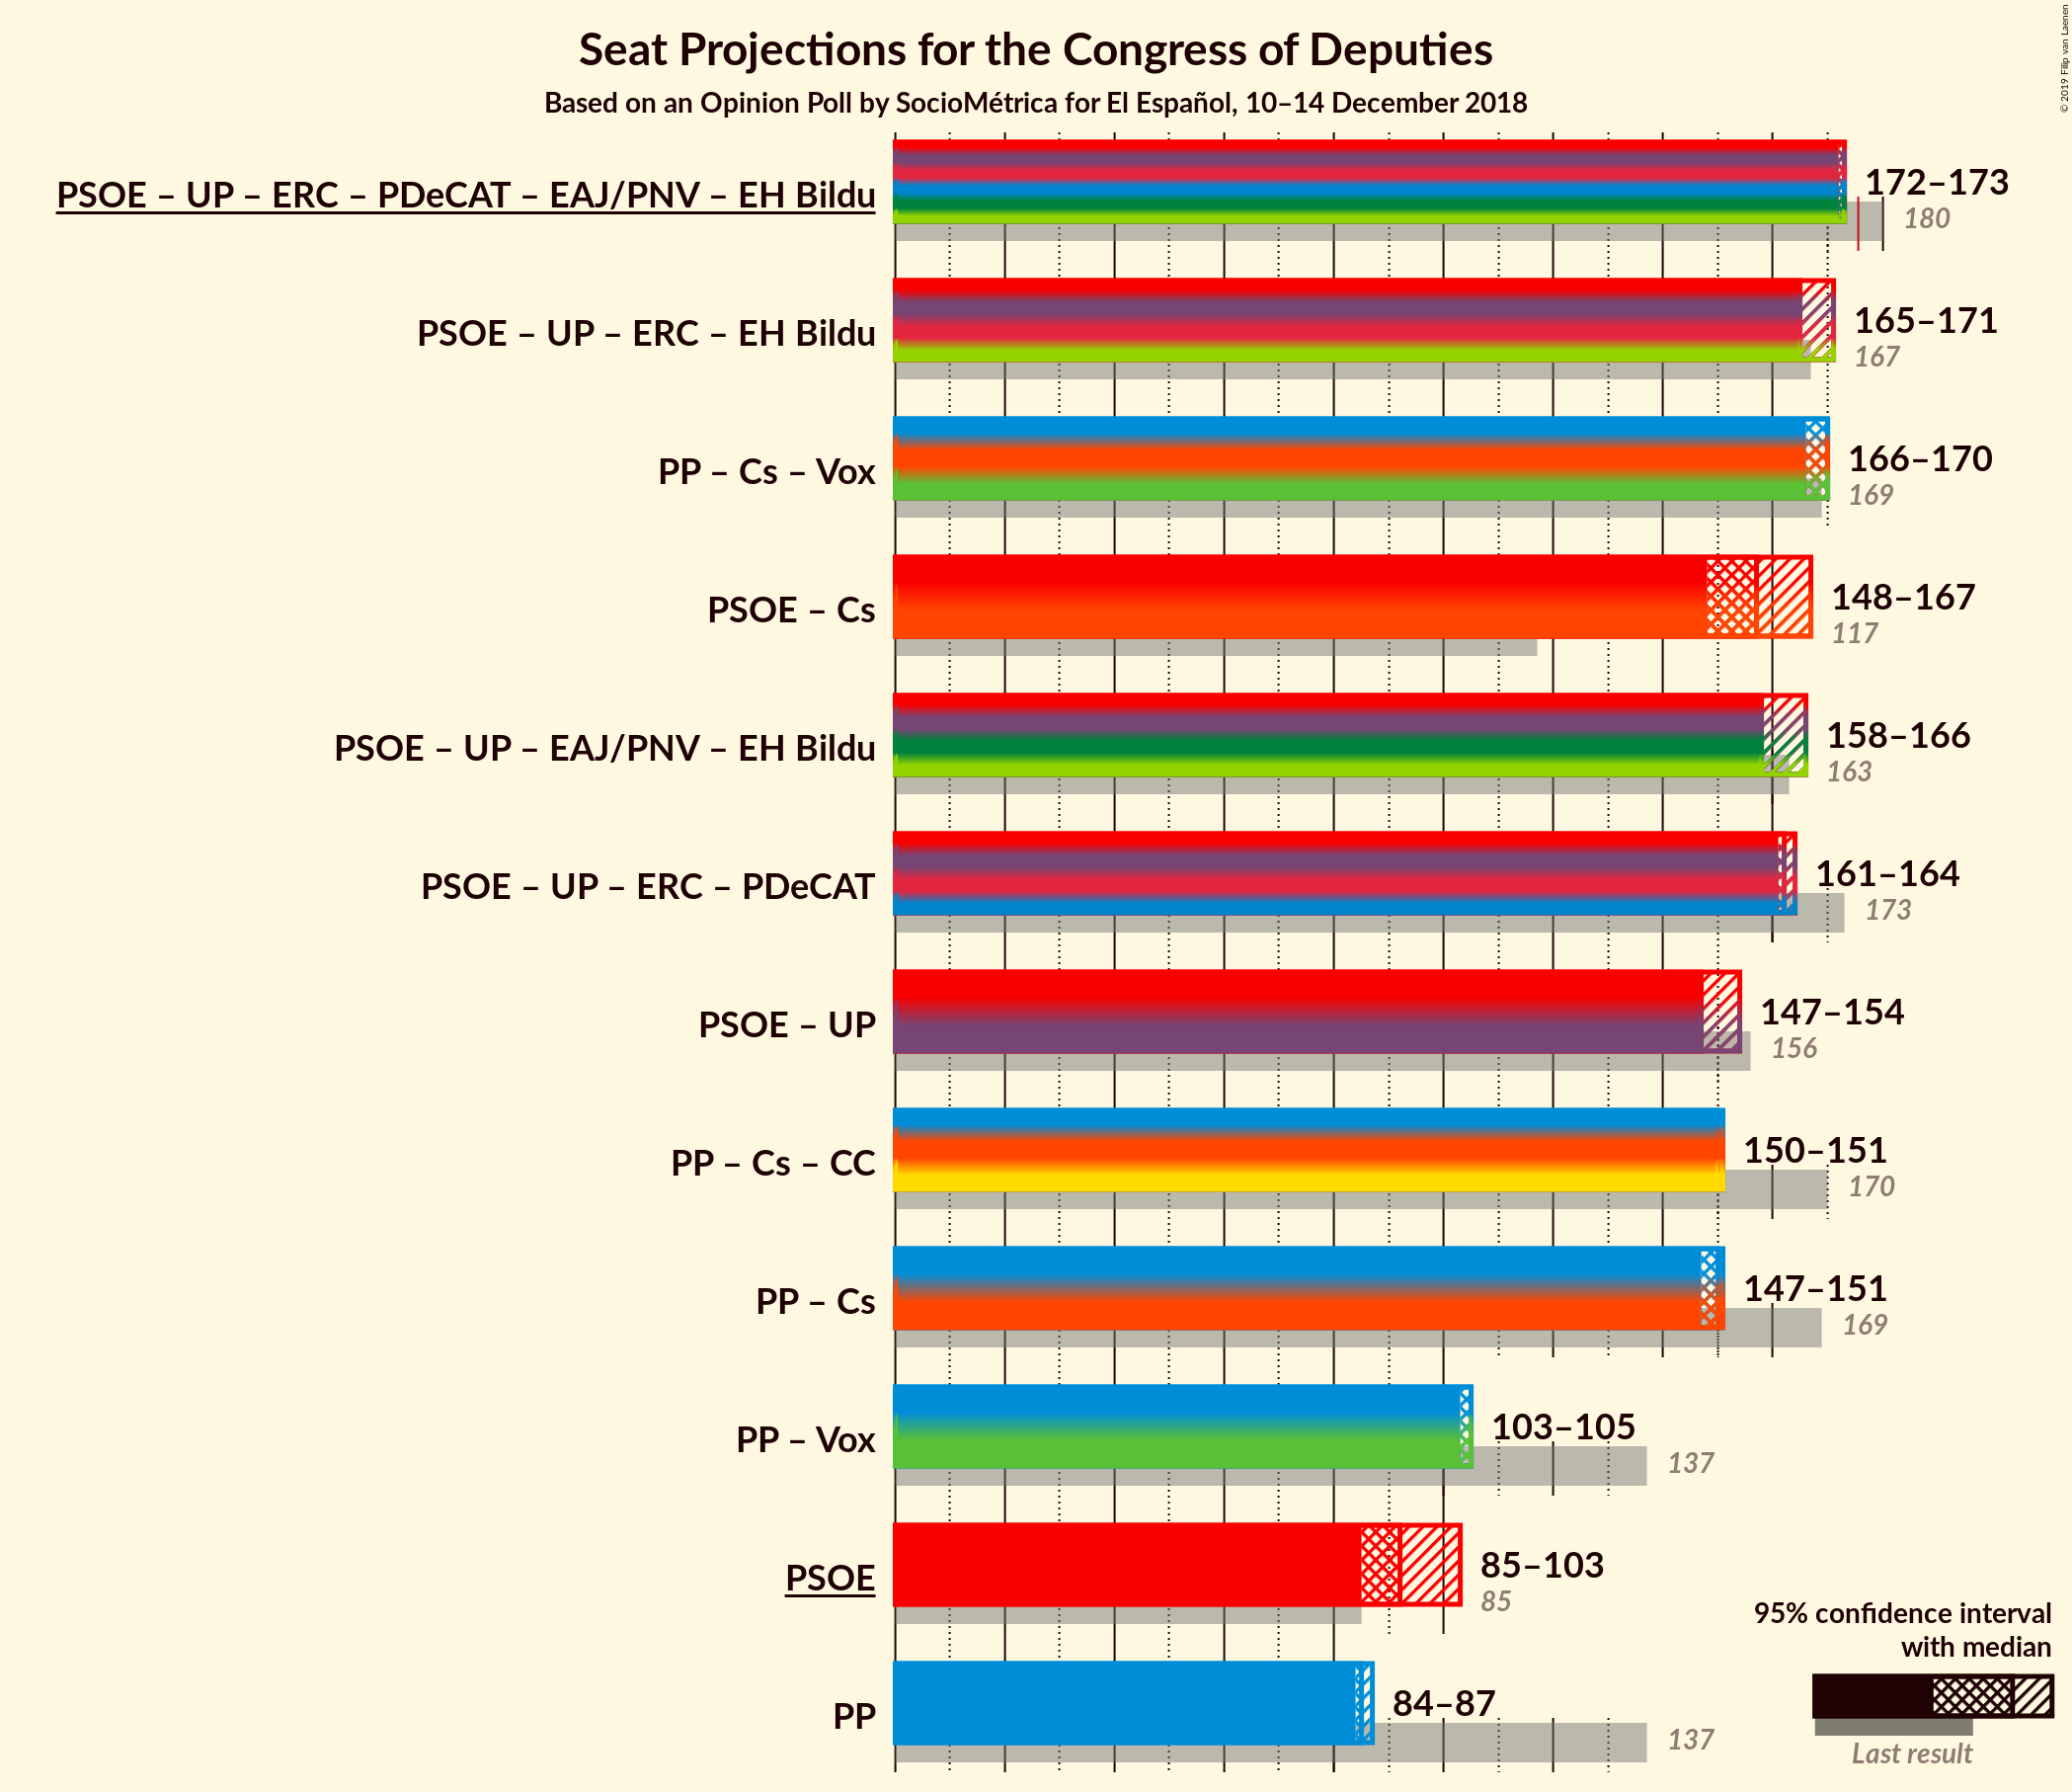 Seat Projections for the Congress of Deputies
Based on an Opinion Poll by SocioMétrica for El Español, 10–14 December 2018
© 2019 Filip van Laenen
PSOE – UP – ERC – PDeCAT – EAJ/PNV – EH Bildu
172–173
180
PSOE – UP – ERC – EH Bildu
165–171
167
PP – Cs – Vox
166–170
169
PSOE – Cs
148–167
117
PSOE – UP – EAJ/PNV – EH Bildu
158–166
163
PSOE – UP – ERC – PDeCAT
161–164
173
PSOE – UP
147–154
156
PP – Cs – CC
150–151
170
PP – Cs
147–151
169
PP – Vox
103–105
137
PSOE
85–103
85
PP
84–87
137
95% confidence interval
with median
Last result